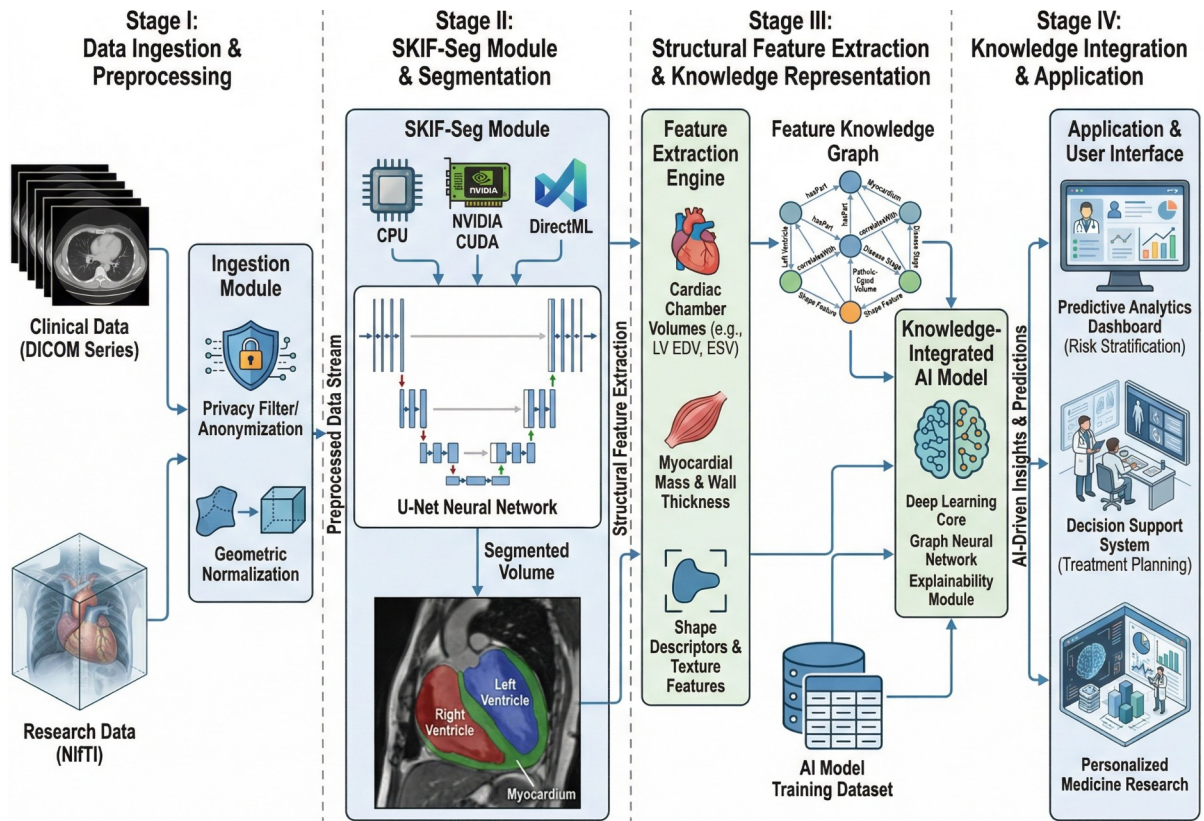 Stage I:
Data Ingestion &
Preprocessing
Stage II:
SKIF-Seg Module
& Segmentation
Stage III:
Structural Feature Extraction
& Knowledge Representation
Stage IV:
Knowledge Integration
& Application
Clinical Data
(DICOM Series)
Research Data
(NIfTI)
Ingestion
Module
Privacy Filter/
Anonymization
Geometric
Normalization
Preprocessed Data Stream
SKIF-Seg Module
CPU
NVIDIA
NVIDIA
CUDA
DirectML
U-Net Neural Network
Segmented
Volume
Left
Ventricle
Right
Ventricle
Myocardium
Structural Feature Extraction
Feature
Extraction
Engine
Cardiac
Chamber
Volumes (e.g.,
LV EDV, ESV)
Myocardial
Mass & Wall
Thickness
Shape
Descriptors &
Texture
Features
Feature Knowledge
Graph
hasPart
Myocardium
hasPart
hasPart
correlatesWith
Left Ventricle
correlatesWith
Disease Stage
Disease Stage
Volume
Shape Feature
Shape Feature
Knowledge-
Integrated
AI Model
Deep Learning
Core
Graph Neural
Network
Explainability
Module
AI Model
Training Dataset
AI-Driven Insights & Predictions
Application &
User Interface
Predictive Analytics
Dashboard
(Risk Stratification)
Decision Support
System
(Treatment Planning)
Personalized
Medicine Research